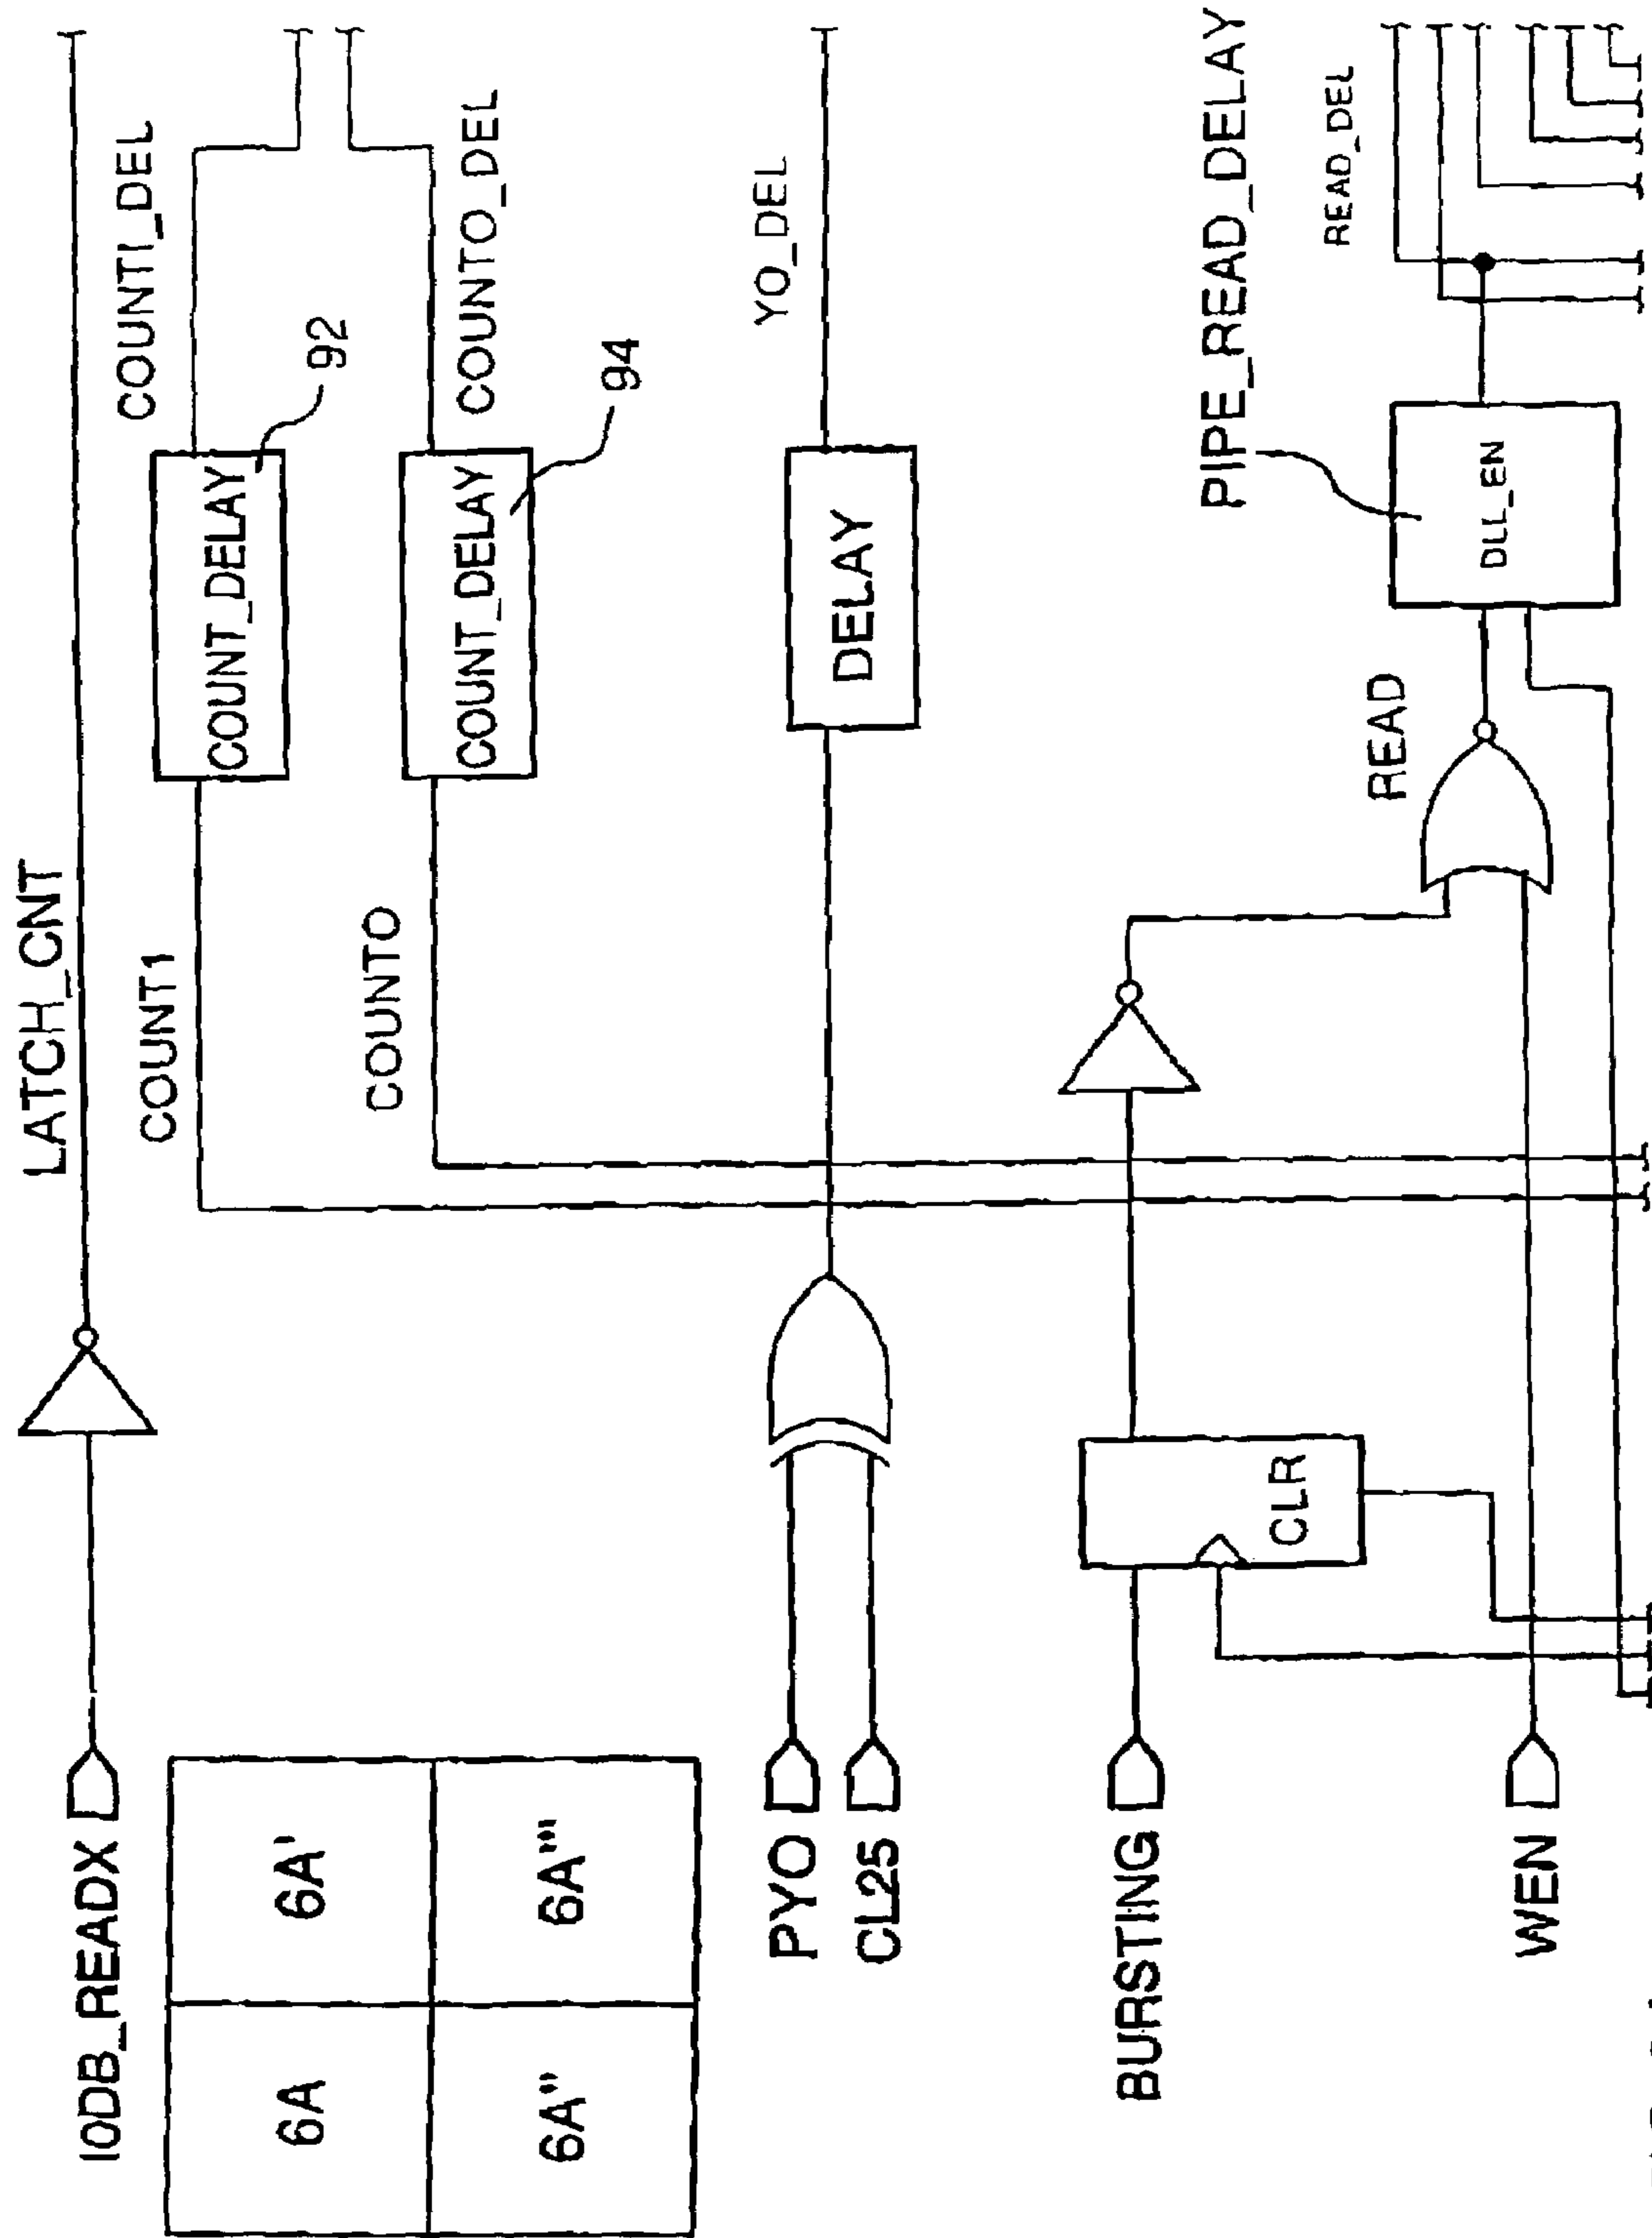 LATCH_CNT
IODB_READX
COUNT1
COUNT_DELAY
COUNTI_DEL
92
COUNTO
COUNT_DELAY
COUNTO_DEL
94
6A
6A'
6A"
6A"'
PYO
CL25
DELAY
YO_DEL
BURSTING
CLR
WEN
READ
DLL_EN
PIPE_READ_DELAY
READ_DEL